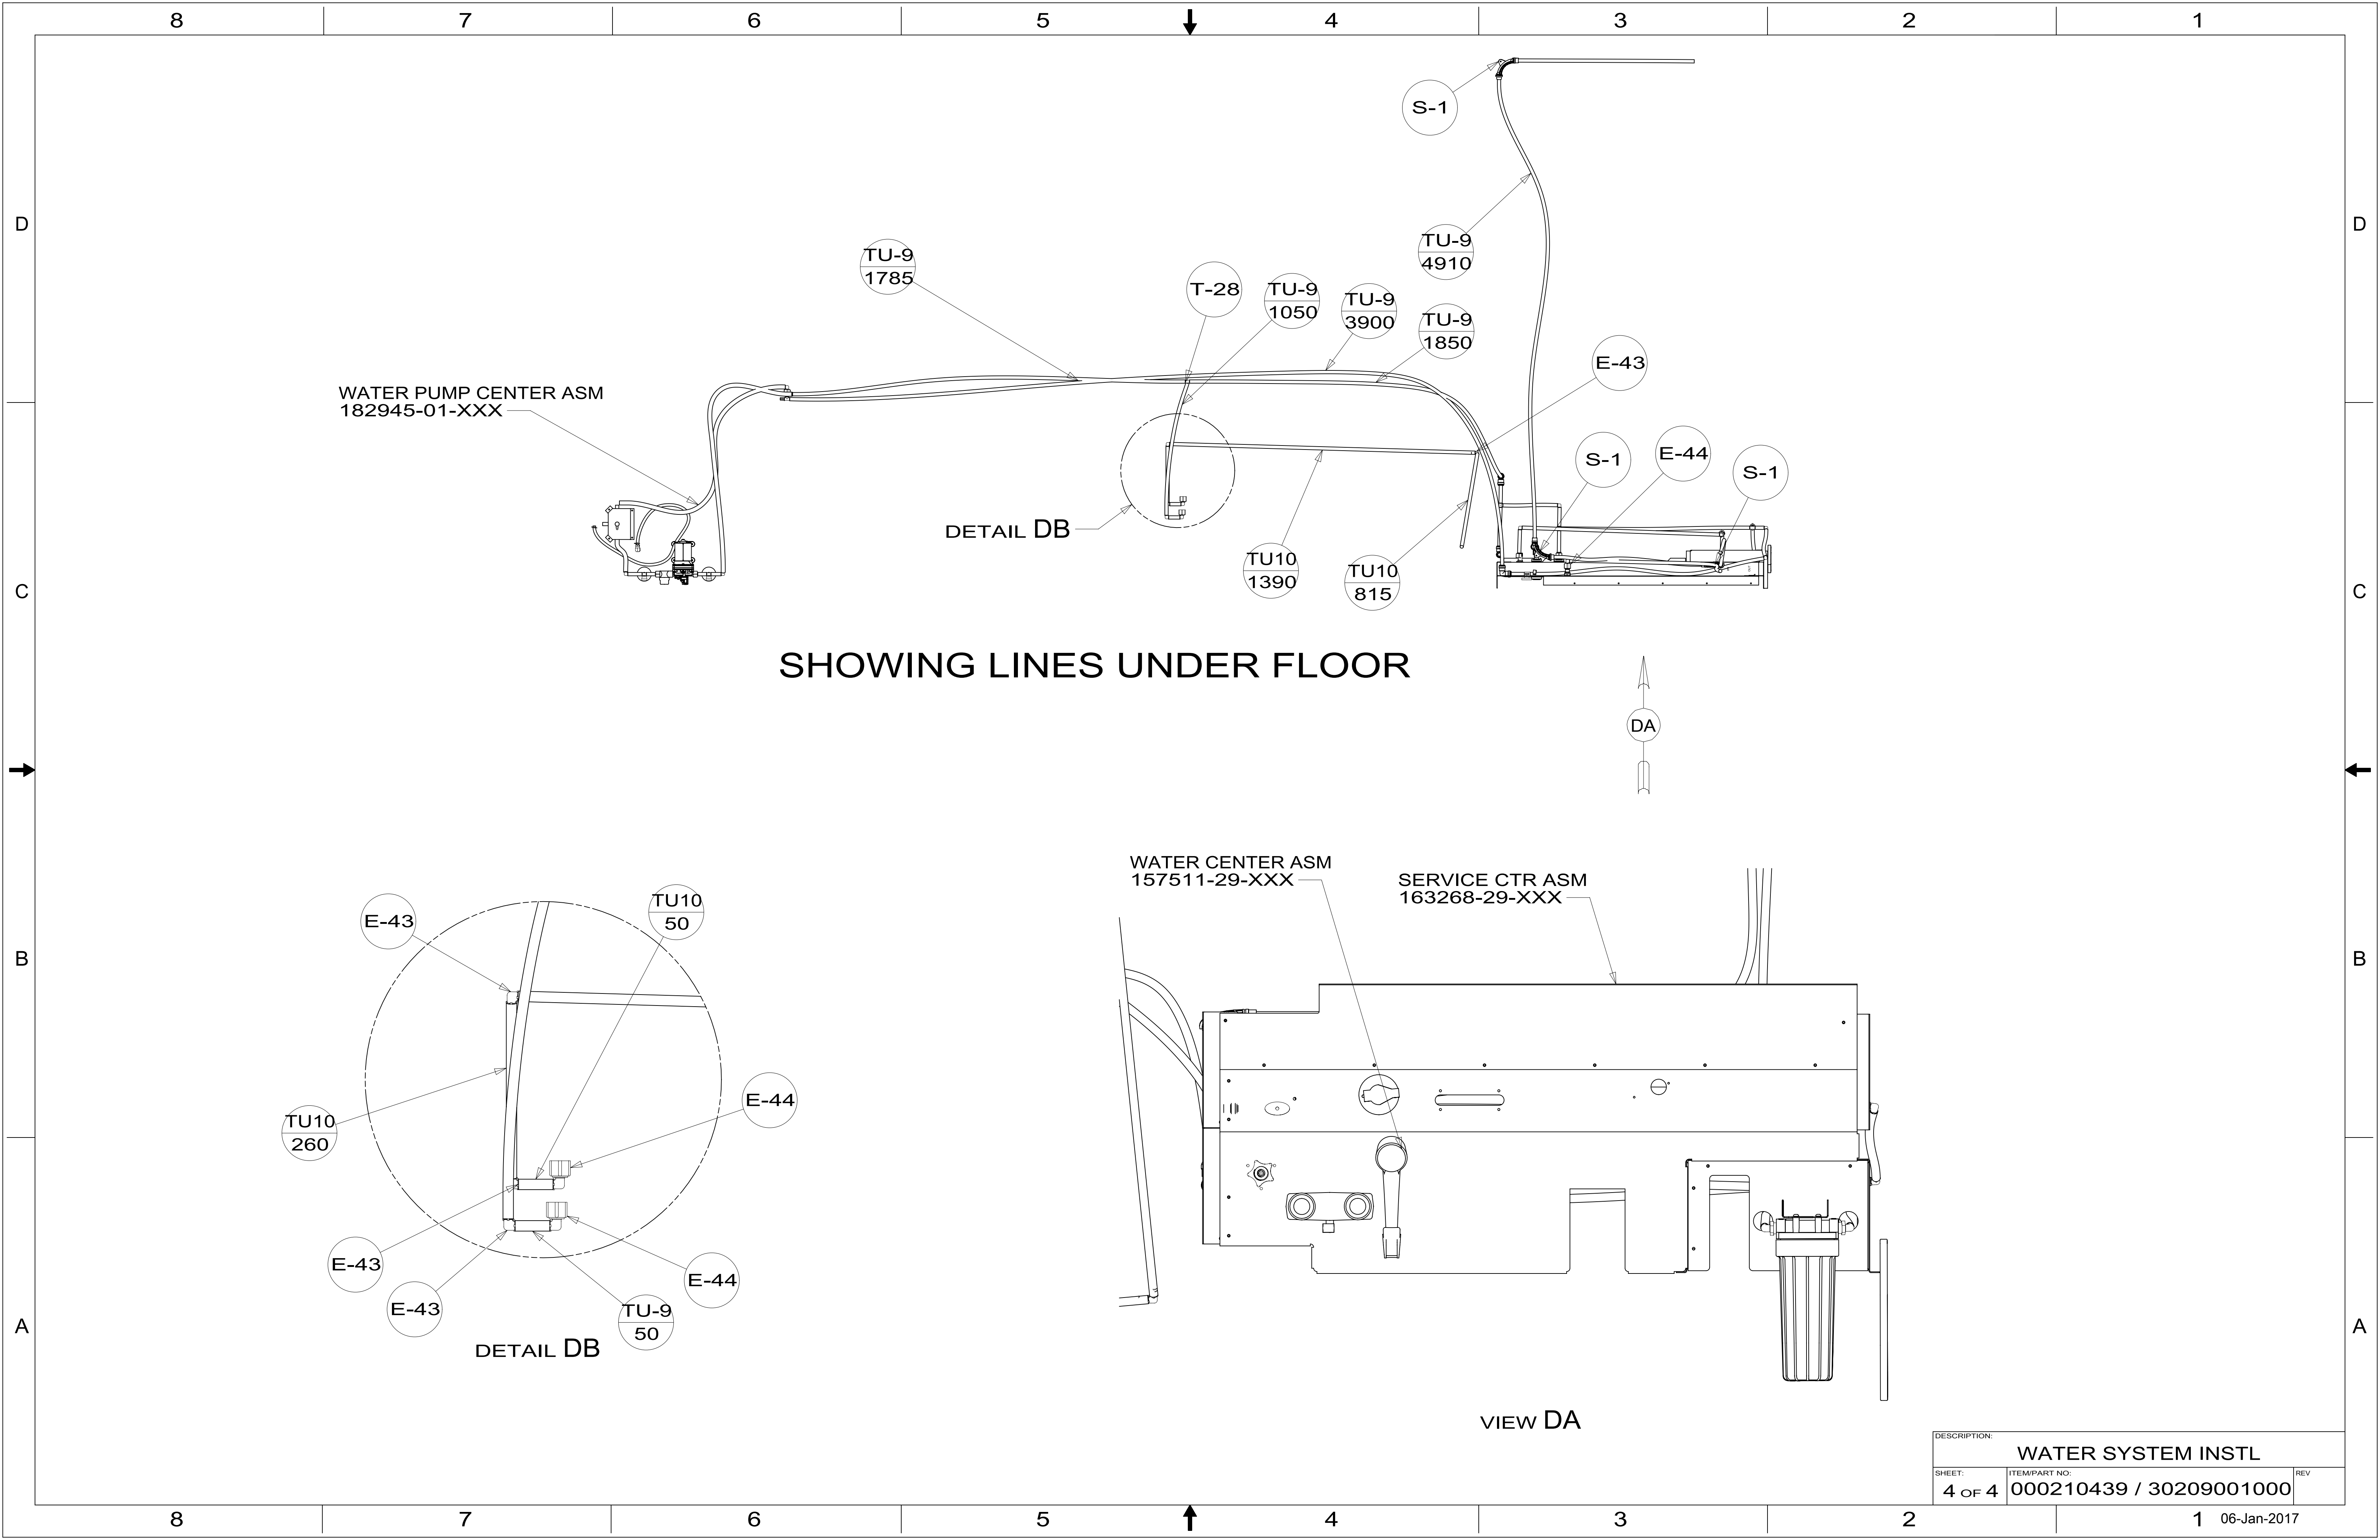 8 7 6 5 4 3 2 1
D
D
S-1
TU-9
4910
TU-9
1785
T-28
TU-9
1050
TU-9
3900
TU-9
1850
E-43
WATER PUMP CENTER ASM
182945-01-XXX
S-1
E-44
S-1
DETAIL DB
TU10
1390
TU10
815
C
C
SHOWING LINES UNDER FLOOR
DA
WATER CENTER ASM
157511-29-XXX
SERVICE CTR ASM
163268-29-XXX
TU10
50
E-43
B
B
E-44
TU10
260
E-43
E-44
E-43
TU-9
50
A
A
DETAIL DB
VIEW DA
DESCRIPTION:
WATER SYSTEM INSTL
SHEET:
4 OF 4
ITEM/PART NO:
000210439 / 30209001000
REV
8 7 6 5 4 3 2 1
06-Jan-2017